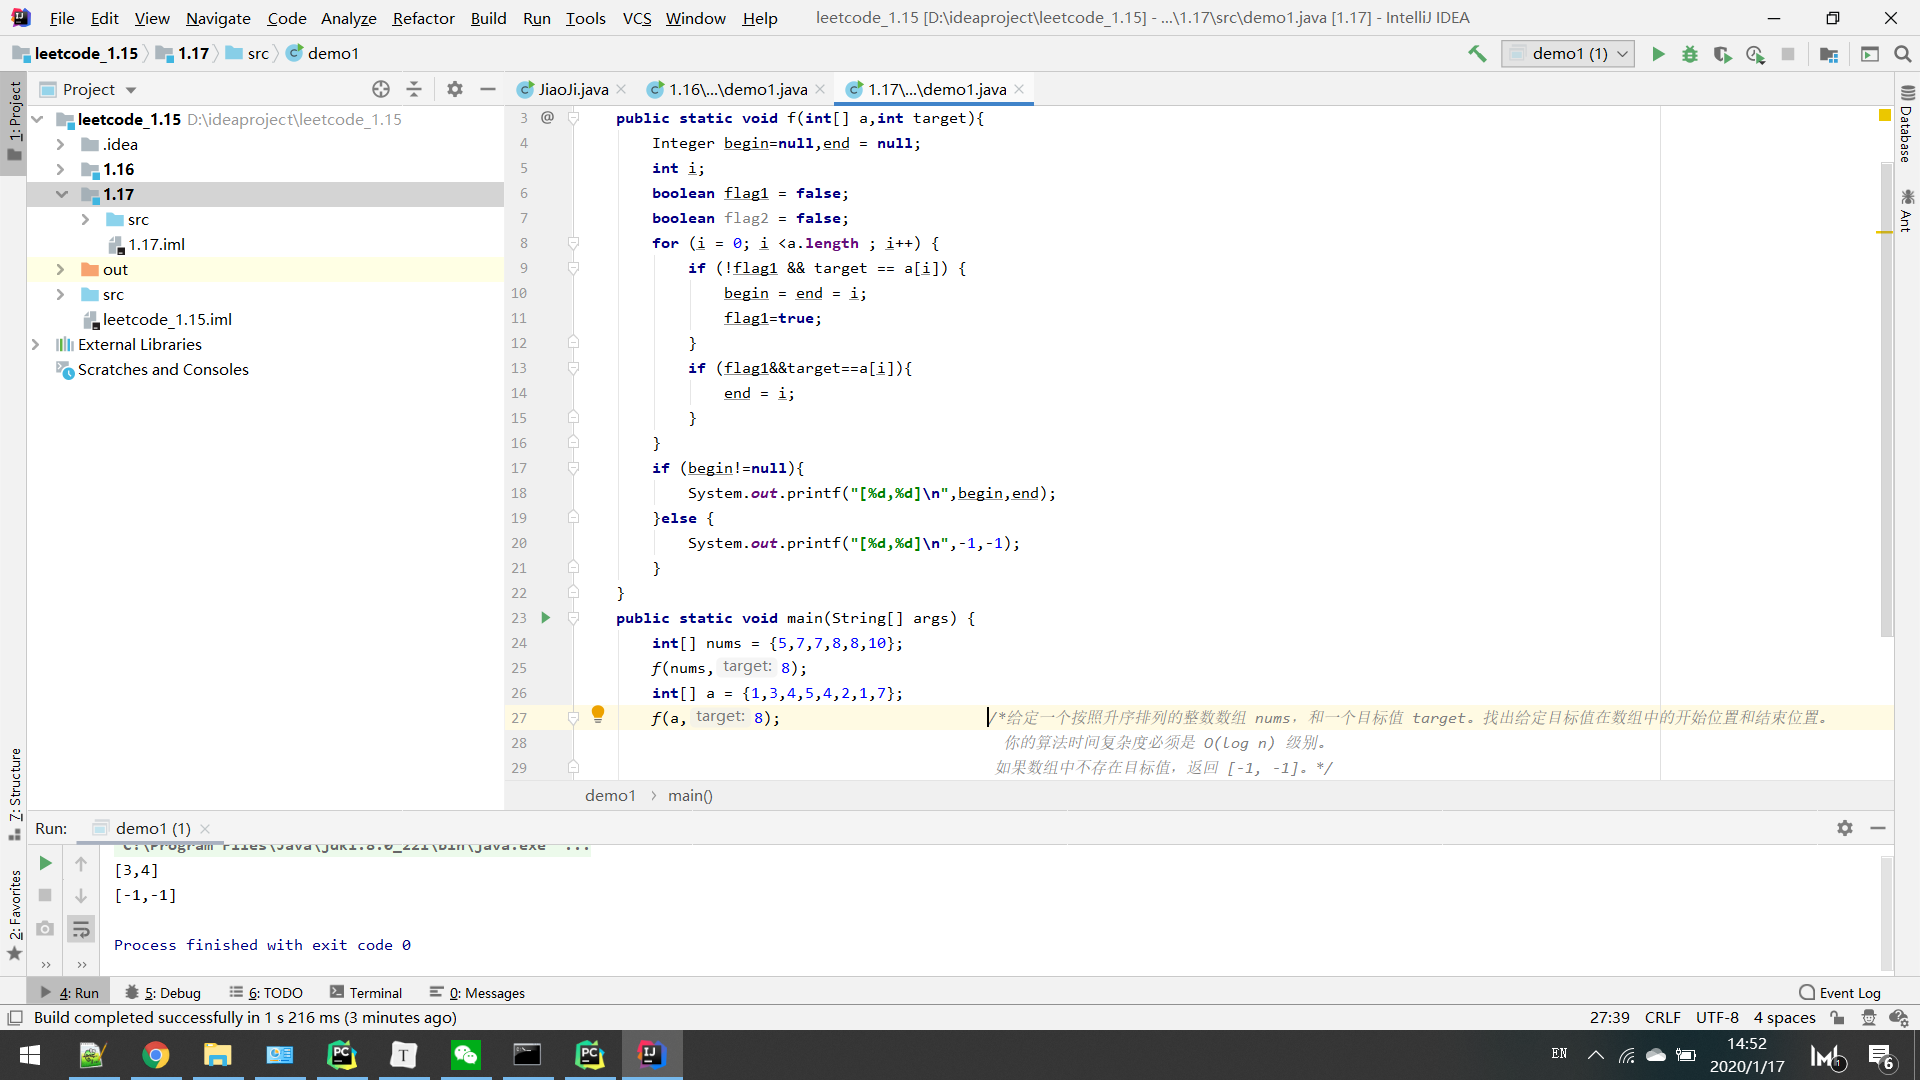 File Edit View Navigate Code Analyze Refactor Build Run Tools VCS Window Help leetcode_1.15 [D:\ideaproject\leetcode_1.15] - ...\1.17\src\demo1.java [1.17] - IntelliJ IDEA
leetcode_1.15 1.17 src demo1 demo1 (1)
Project JiaoJi.java 1.16\...\demo1.java 1.17\...\demo1.java
1: Project
leetcode_1.15 D:\ideaproject\leetcode_1.15
.idea
1.16
1.17
src
1.17.iml
out
src
leetcode_1.15.iml
External Libraries
Scratches and Consoles
3 @ public static void f(int[] a,int target){
4 Integer begin=null,end = null;
5 int i;
6 boolean flag1 = false;
7 boolean flag2 = false;
8 for (i = 0; i <a.length ; i++) {
9 if (!flag1 && target == a[i]) {
10 begin = end = i;
11 flag1=true;
12 }
13 if (flag1&&target==a[i]){
14 end = i;
15 }
16 }
17 if (begin!=null){
18 System.out.printf("[%d,%d]\n",begin,end);
19 }else {
20 System.out.printf("[%d,%d]\n",-1,-1);
21 }
22 }
23 public static void main(String[] args) {
24 int[] nums = {5,7,7,8,8,10};
25 f(nums, target: 8);
26 int[] a = {1,3,4,5,4,2,1,7};
27 f(a, target: 8); /*给定一个按照升序排列的整数数组 nums，和一个目标值 target。找出给定目标值在数组中的开始位置和结束位置。
28 你的算法时间复杂度必须是 O(log n) 级别。
29 如果数组中不存在目标值，返回 [-1, -1]。*/
demo1 main()
Database
Ant
7: Structure
2: Favorites
Run: demo1 (1)
C:\Program Files\Java\jdk1.8.0_221\bin\java.exe" ...
[3,4]
[-1,-1]
Process finished with exit code 0
4: Run 5: Debug 6: TODO Terminal 0: Messages Event Log
Build completed successfully in 1 s 216 ms (3 minutes ago) 27:39 CRLF UTF-8 4 spaces
EN 14:52
2020/1/17
6